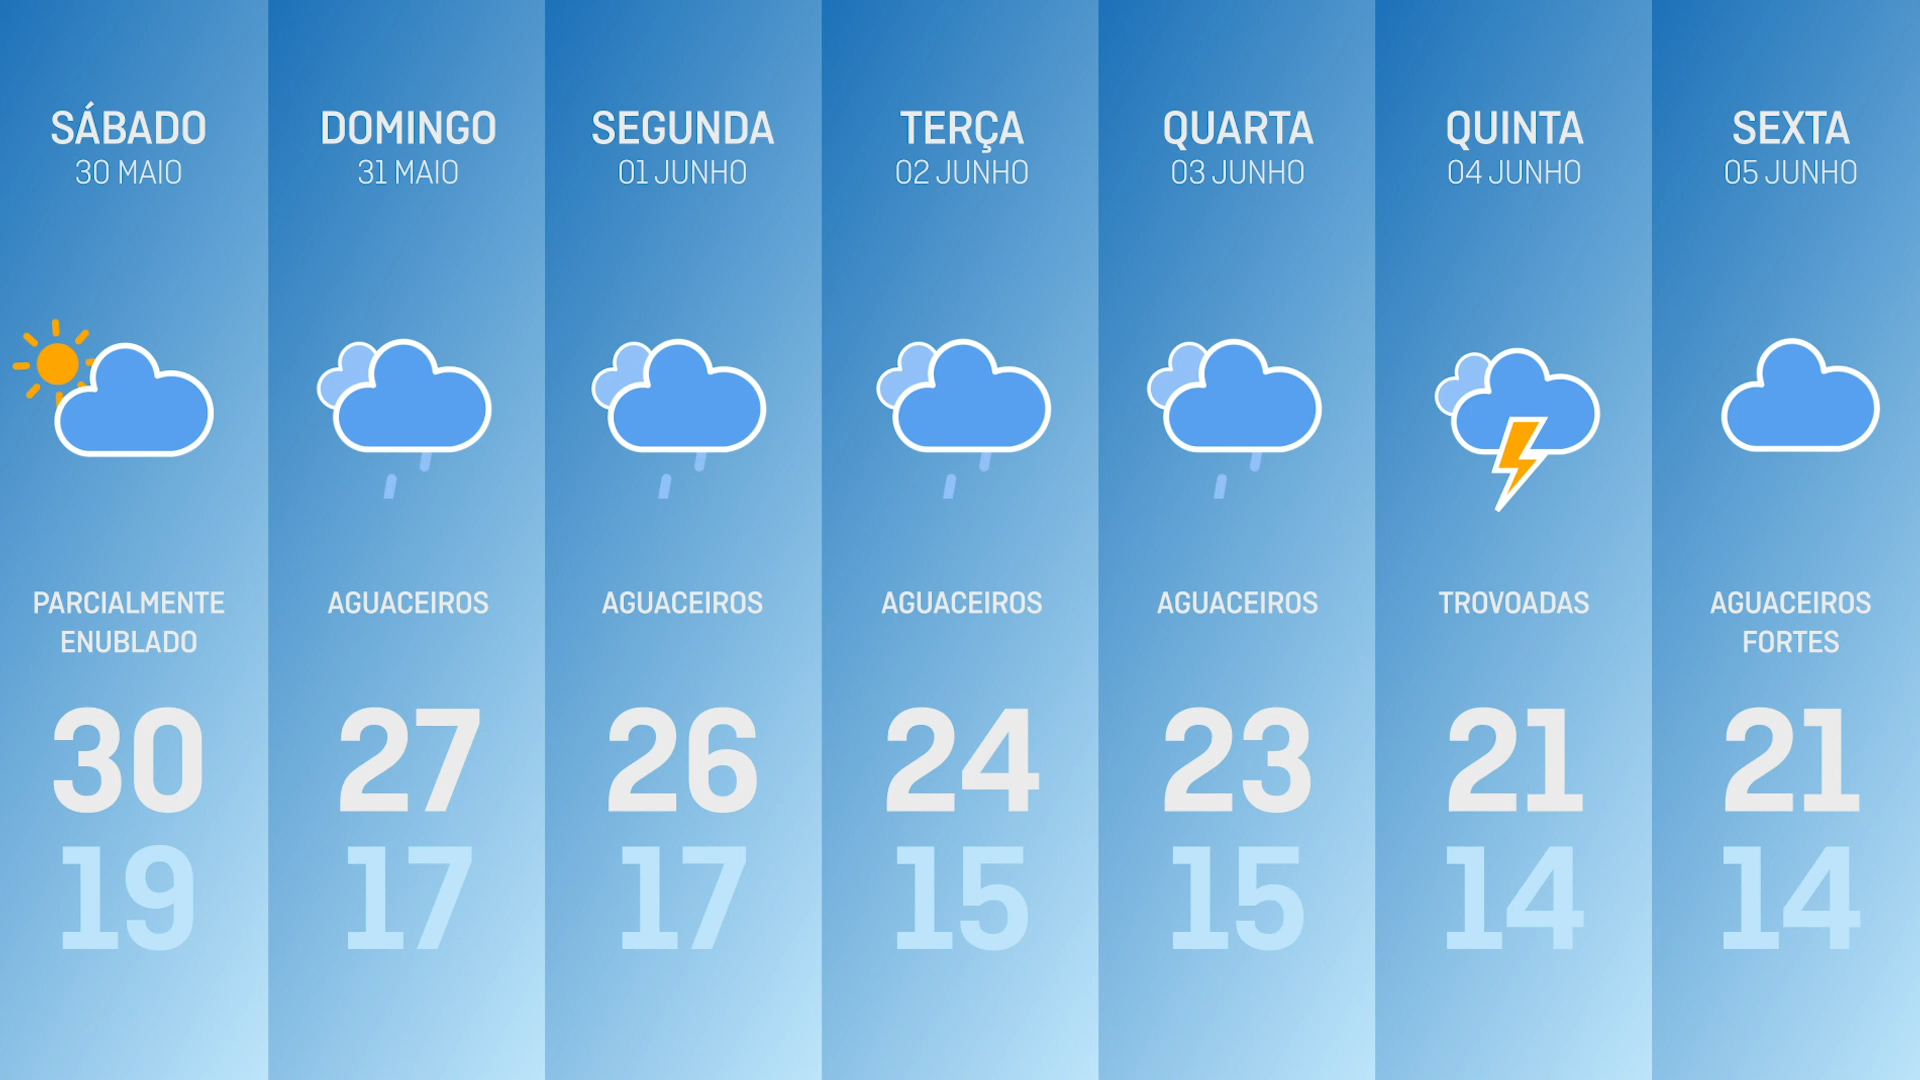 SÁBADO
30 MAIO
PARCIALMENTE
ENUBLADO
30
19
DOMINGO
31 MAIO
AGUACEIROS
27
17
SEGUNDA
01 JUNHO
AGUACEIROS
26
17
TERÇA
02 JUNHO
AGUACEIROS
24
15
QUARTA
03 JUNHO
AGUACEIROS
23
15
QUINTA
04 JUNHO
TROVOADAS
21
14
SEXTA
05 JUNHO
AGUACEIROS
FORTES
21
14